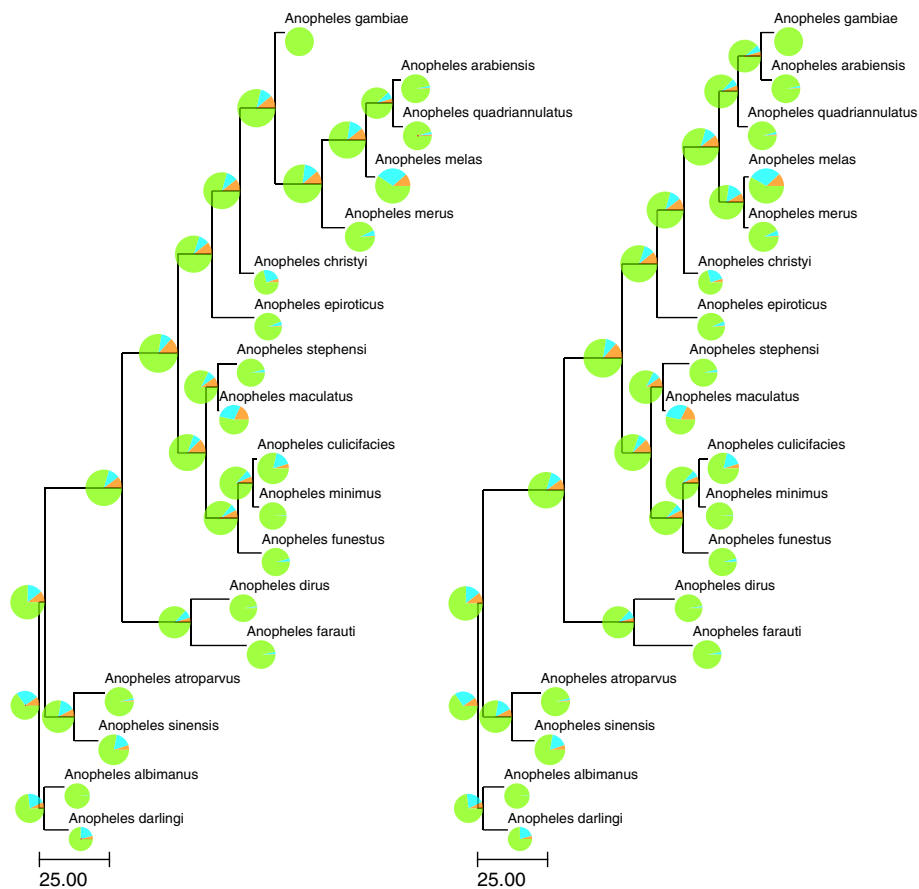 Anopheles gambiae
Anopheles arabiensis
Anopheles quadriannulatus
Anopheles melas
Anopheles merus
Anopheles christyi
Anopheles epiroticus
Anopheles stephensi
Anopheles maculatus
Anopheles culicifacies
Anopheles minimus
Anopheles funestus
Anopheles dirus
Anopheles farauti
Anopheles atroparvus
Anopheles sinensis
Anopheles albimanus
Anopheles darlingi
25.00
Anopheles gambiae
Anopheles arabiensis
Anopheles quadriannulatus
Anopheles melas
Anopheles merus
Anopheles christyi
Anopheles epiroticus
Anopheles stephensi
Anopheles maculatus
Anopheles culicifacies
Anopheles minimus
Anopheles funestus
Anopheles dirus
Anopheles farauti
Anopheles atroparvus
Anopheles sinensis
Anopheles albimanus
Anopheles darlingi
25.00